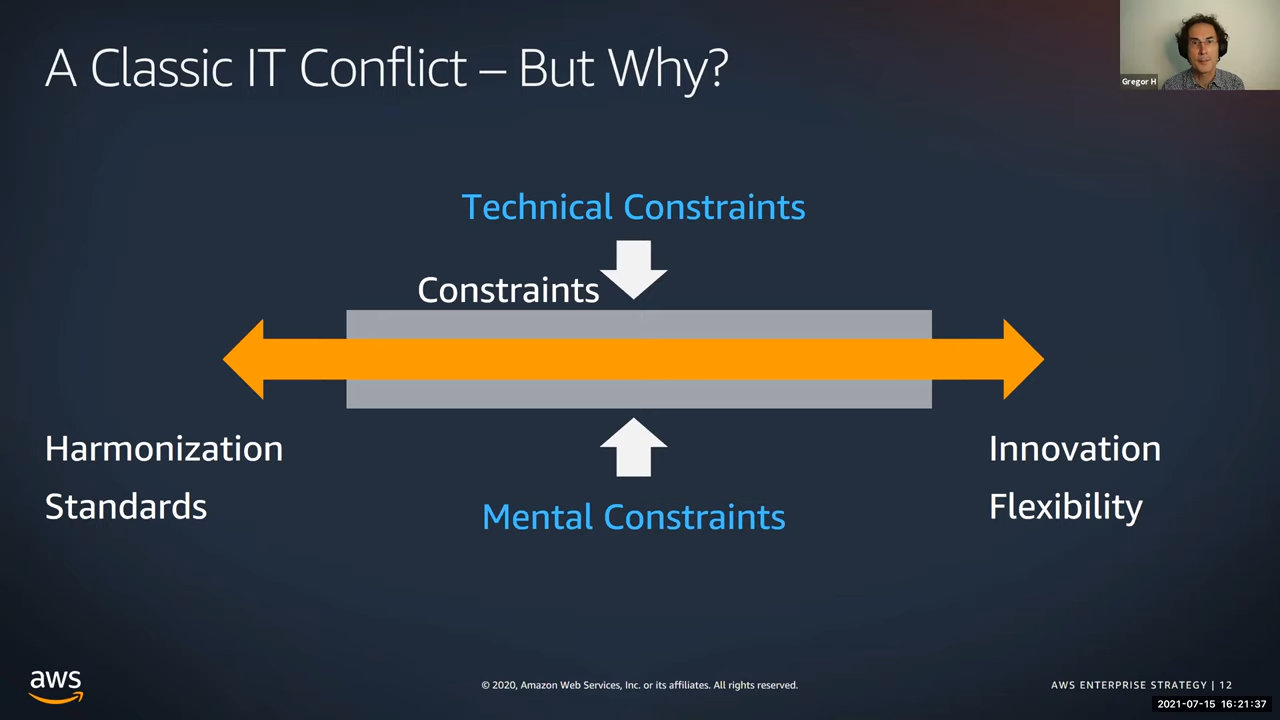 A Classic IT Conflict – But Why?
Gregor H
Technical Constraints
Constraints
Harmonization
Standards
Mental Constraints
Innovation
Flexibility
aws
© 2020, Amazon Web Services, Inc. or its affiliates. All rights reserved.
AWS ENTERPRISE STRATEGY | 12
2021-07-15 16:21:37